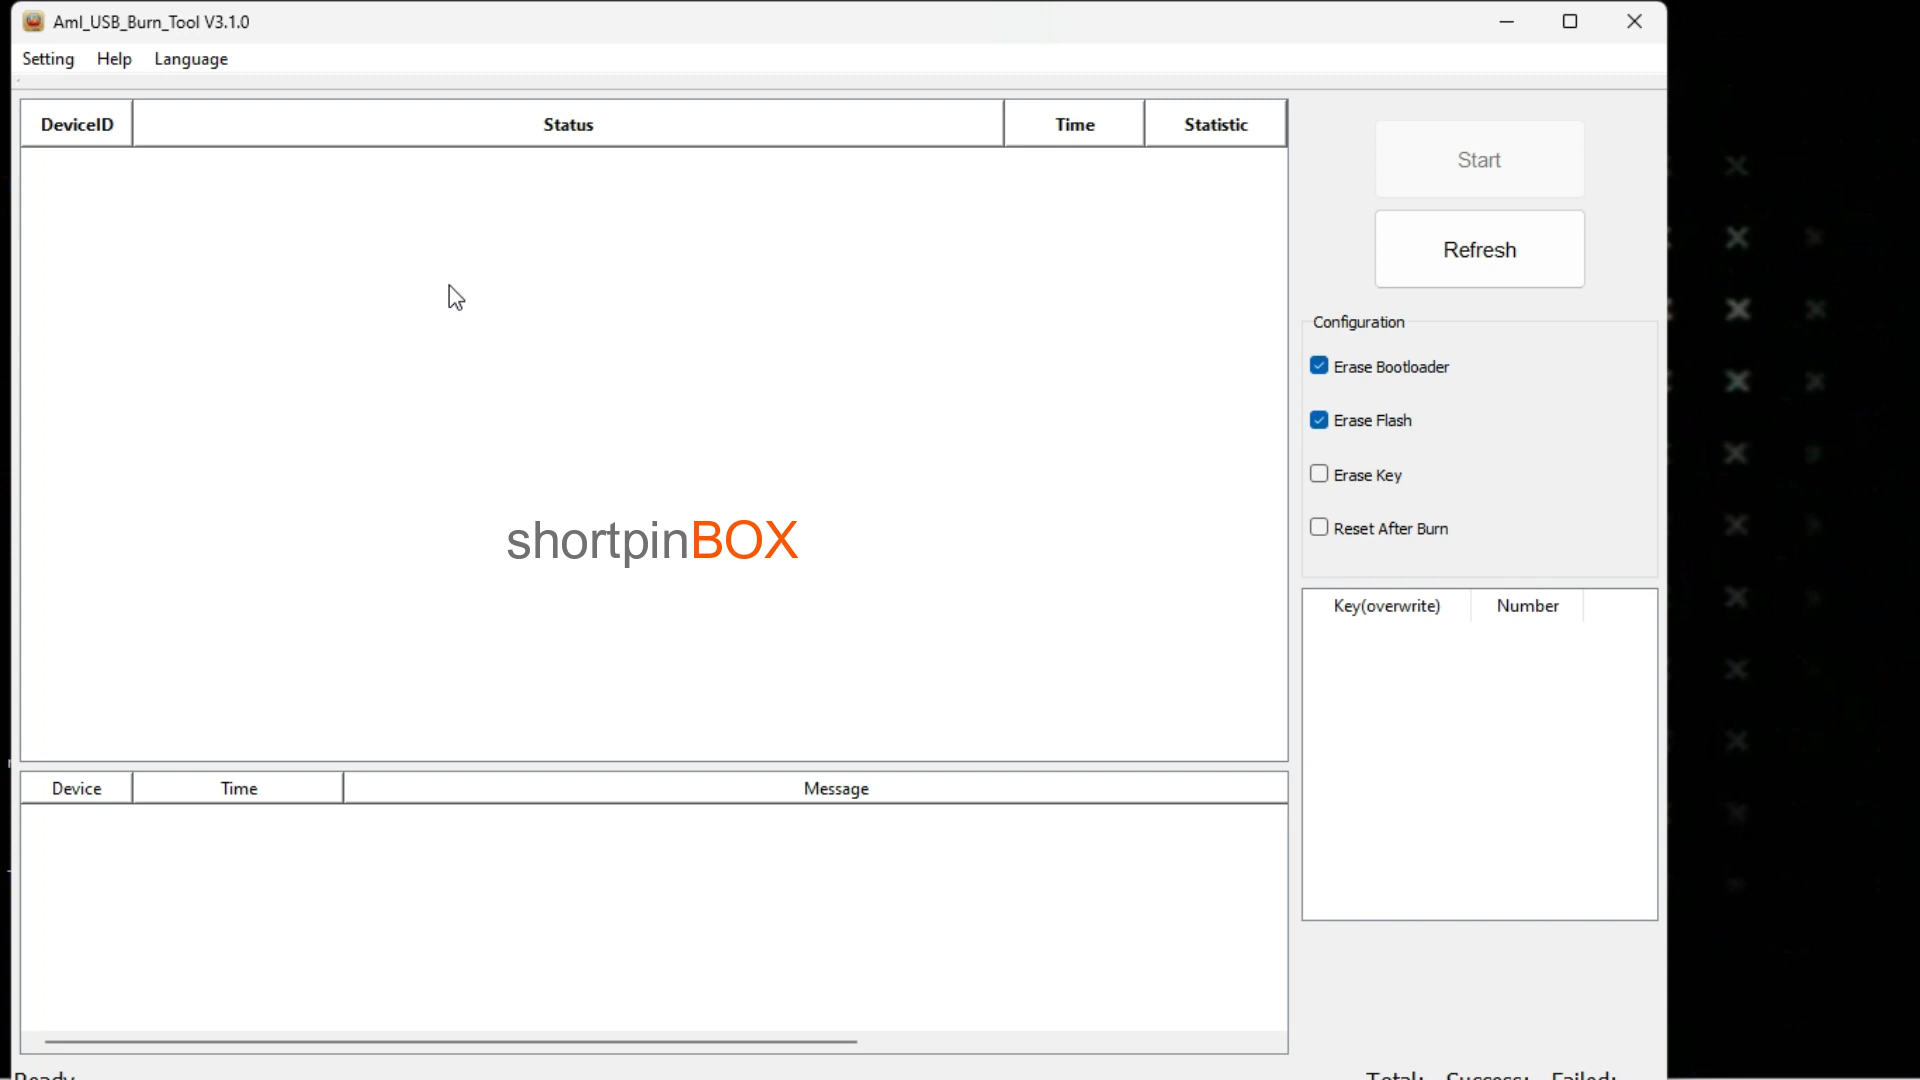 Aml_USB_Burn_Tool V3.1.0
Setting Help Language
DeviceID Status Time Statistic
Start
Refresh
Configuration
Erase Bootloader
Erase Flash
Erase Key
Reset After Burn
shortpinBOX
Key(overwrite) Number
Device Time Message
Ready Total: Success: Failed: